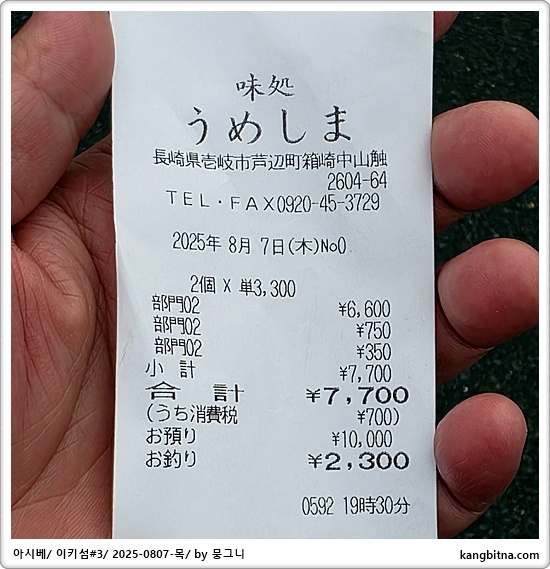 味処
うめしま
長崎県壱岐市芦辺町箱崎中山触
2604-64
TEL・FAX0920-45-3729
2025年 8月 7日(木)No0
2個 X 単3,300
部門02 ¥6,600
部門02 ¥750
部門02 ¥350
小 計 ¥7,700
合 計 ¥7,700
(うち消費税 ¥700)
お預り ¥10,000
お釣り ¥2,300
0592 19時30分
아시베/ 이키섬#3/ 2025-0807-목/ by 뭉그니
kangbitna.com